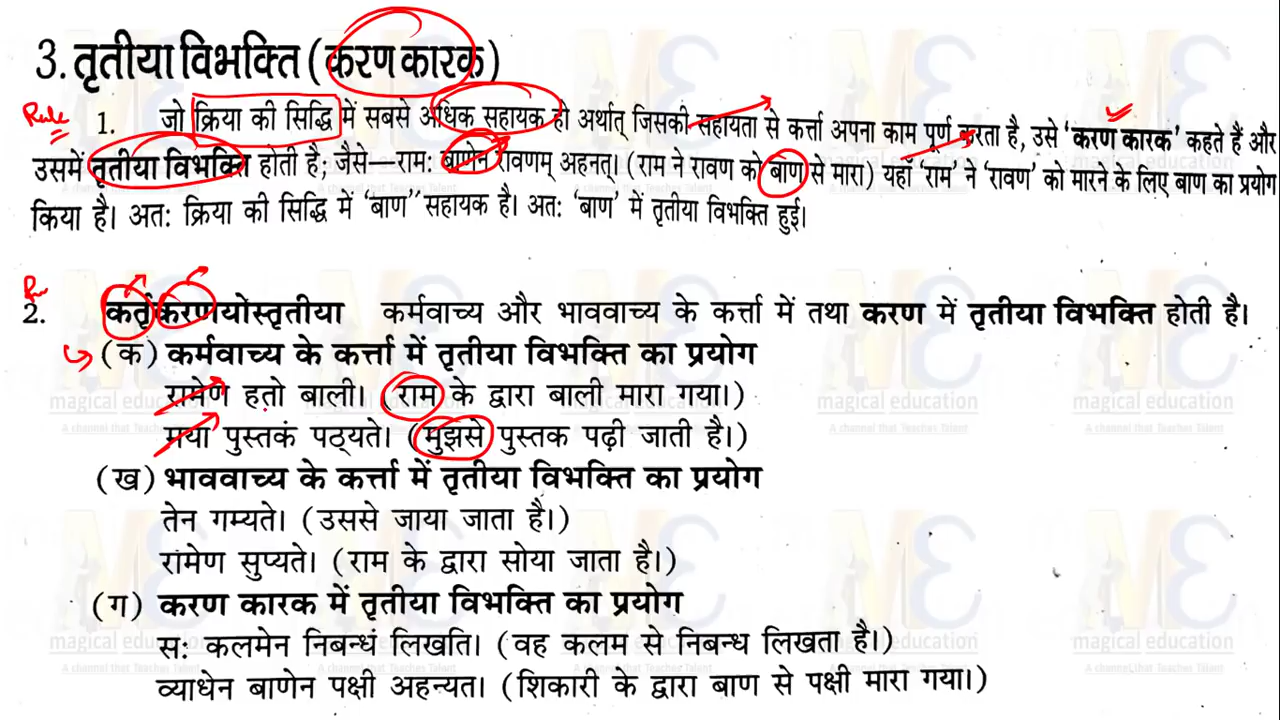 3. तृतीया विभक्ति (करण कारक)
Rule 1. जो क्रिया की सिद्धि में सबसे अधिक सहायक हो अर्थात् जिसकी सहायता से कर्त्ता अपना काम पूर्ण करता है, उसे ‘करण कारक’ कहते हैं और
उसमें तृतीया विभक्ति होती है; जैसे—रामः बाणेन रावणम् अहनत्। (राम ने रावण को बाण से मारा) यहाँ ‘राम’ ने ‘रावण’ को मारने के लिए बाण का प्रयोग
किया है। अतः क्रिया की सिद्धि में ‘बाण’' सहायक है। अतः ‘बाण’ में तृतीया विभक्ति हुई।
2. कर्तृकरणयोस्तृतीया कर्मवाच्य और भाववाच्य के कर्त्ता में तथा करण में तृतीया विभक्ति होती है।
(क) कर्मवाच्य के कर्त्ता में तृतीया विभक्ति का प्रयोग
रामेण हतो बाली। (राम के द्वारा बाली मारा गया।)
मया पुस्तकं पठ्यते। (मुझसे पुस्तक पढ़ी जाती है।)
(ख) भाववाच्य के कर्त्ता में तृतीया विभक्ति का प्रयोग
तेन गम्यते। (उससे जाया जाता है।)
रामेण सुप्यते। (राम के द्वारा सोया जाता है।)
(ग) करण कारक में तृतीया विभक्ति का प्रयोग
सः कलमेन निबन्धं लिखति। (वह कलम से निबन्ध लिखता है।)
व्याधेन बाणेन पक्षी अहन्यत। (शिकारी के द्वारा बाण से पक्षी मारा गया।)
magical education
A channel that Teaches Talent